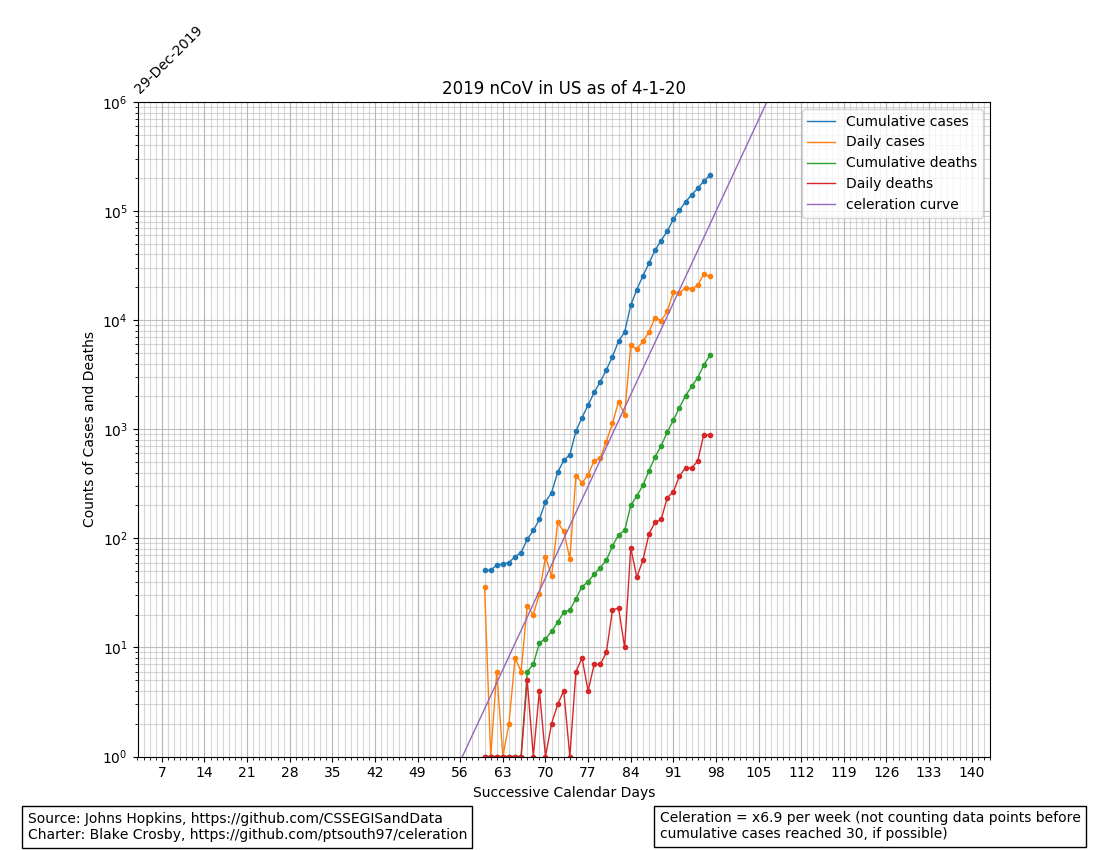 29-Dec-2019
2019 nCoV in US as of 4-1-20
10^6
10^5
10^4
10^3
10^2
10^1
10^0
Counts of Cases and Deaths
Cumulative cases
Daily cases
Cumulative deaths
Daily deaths
celeration curve
7 14 21 28 35 42 49 56 63 70 77 84 91 98 105 112 119 126 133 140
Successive Calendar Days
Source: Johns Hopkins, https://github.com/CSSEGISandData
Charter: Blake Crosby, https://github.com/ptsouth97/celeration
Celeration = x6.9 per week (not counting data points before
cumulative cases reached 30, if possible)